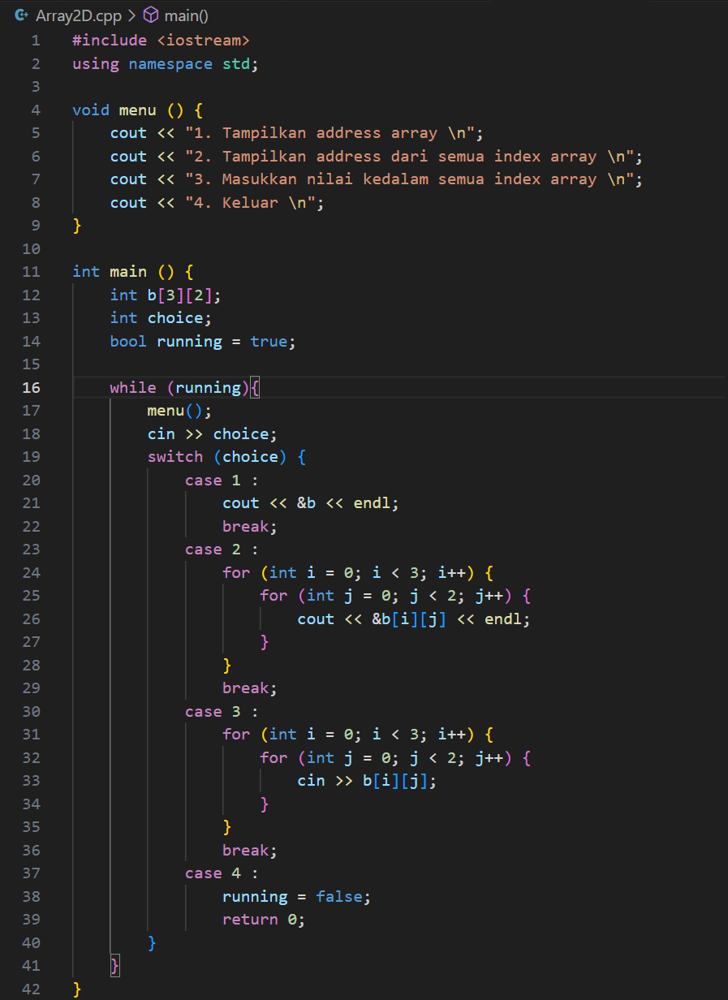 Array2D.cpp > main()
1 #include <iostream>
2 using namespace std;
3
4 void menu () {
5     cout << "1. Tampilkan address array \n";
6     cout << "2. Tampilkan address dari semua index array \n";
7     cout << "3. Masukkan nilai kedalam semua index array \n";
8     cout << "4. Keluar \n";
9 }
10
11 int main () {
12     int b[3][2];
13     int choice;
14     bool running = true;
15
16     while (running){
17         menu();
18         cin >> choice;
19         switch (choice) {
20             case 1 :
21                 cout << &b << endl;
22                 break;
23             case 2 :
24                 for (int i = 0; i < 3; i++) {
25                     for (int j = 0; j < 2; j++) {
26                         cout << &b[i][j] << endl;
27                     }
28                 }
29                 break;
30             case 3 :
31                 for (int i = 0; i < 3; i++) {
32                     for (int j = 0; j < 2; j++) {
33                         cin >> b[i][j];
34                     }
35                 }
36                 break;
37             case 4 :
38                 running = false;
39                 return 0;
40         }
41     }
42 }